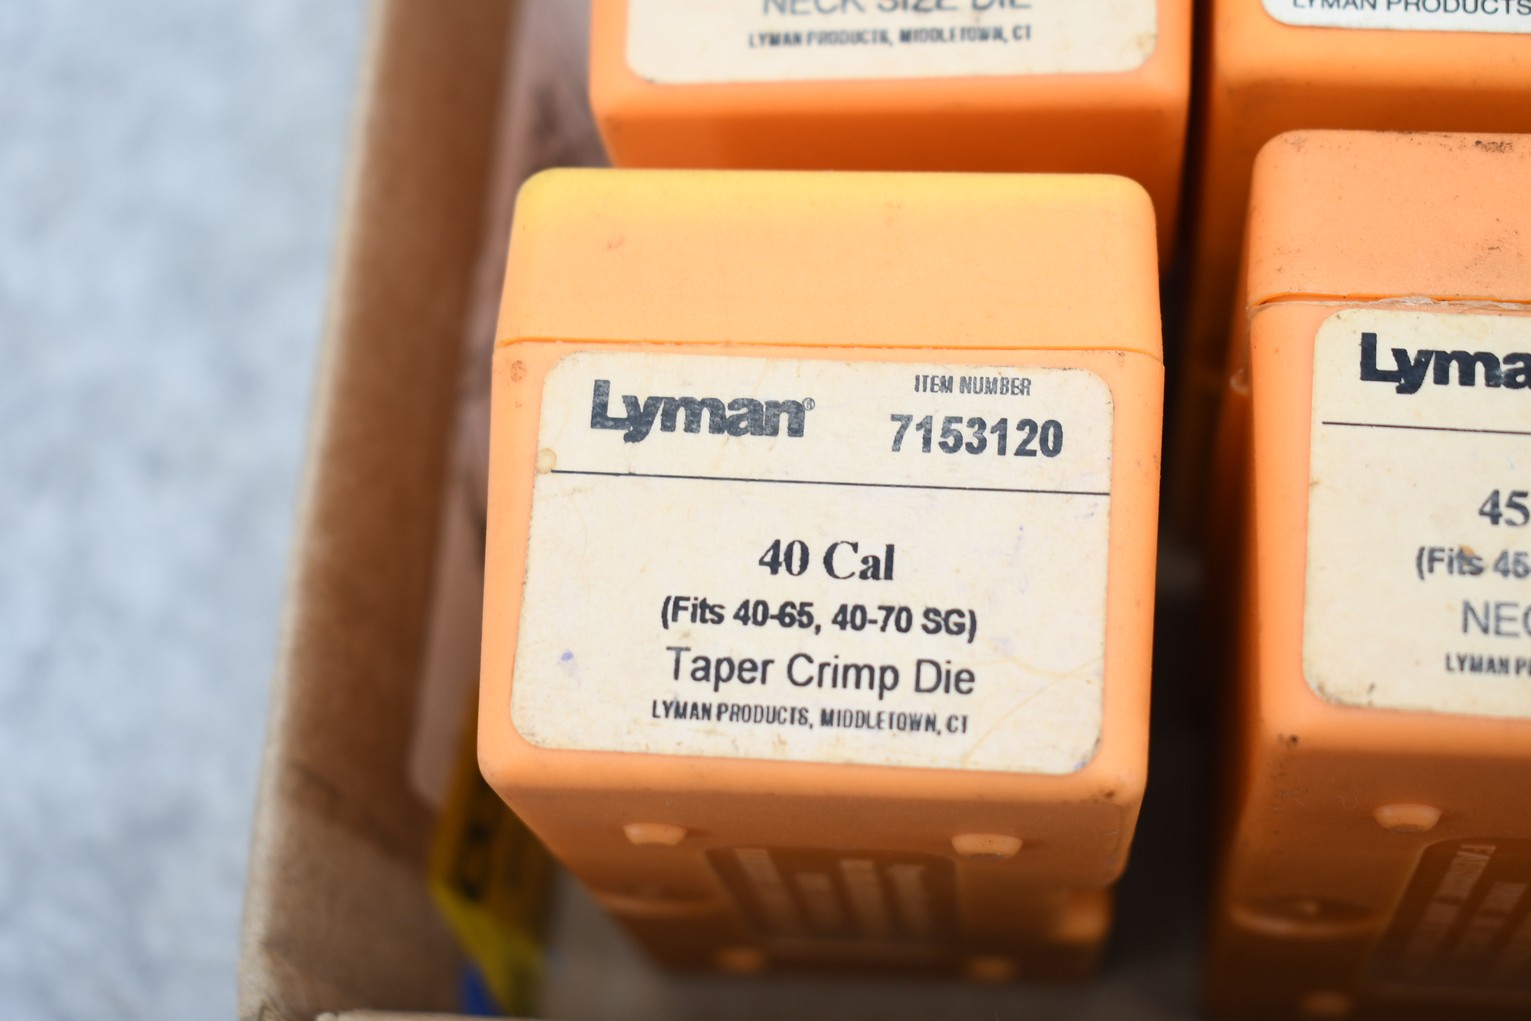 NECK SIZE DIE
LYMAN PRODUCTS, MIDDLETOWN, CT
LYMAN PRODUCTS
Lyman®
ITEM NUMBER
7153120
40 Cal
(Fits 40-65, 40-70 SG)
Taper Crimp Die
LYMAN PRODUCTS, MIDDLETOWN, CT
Lyma
45
(Fits 45-
NEC
LYMAN P